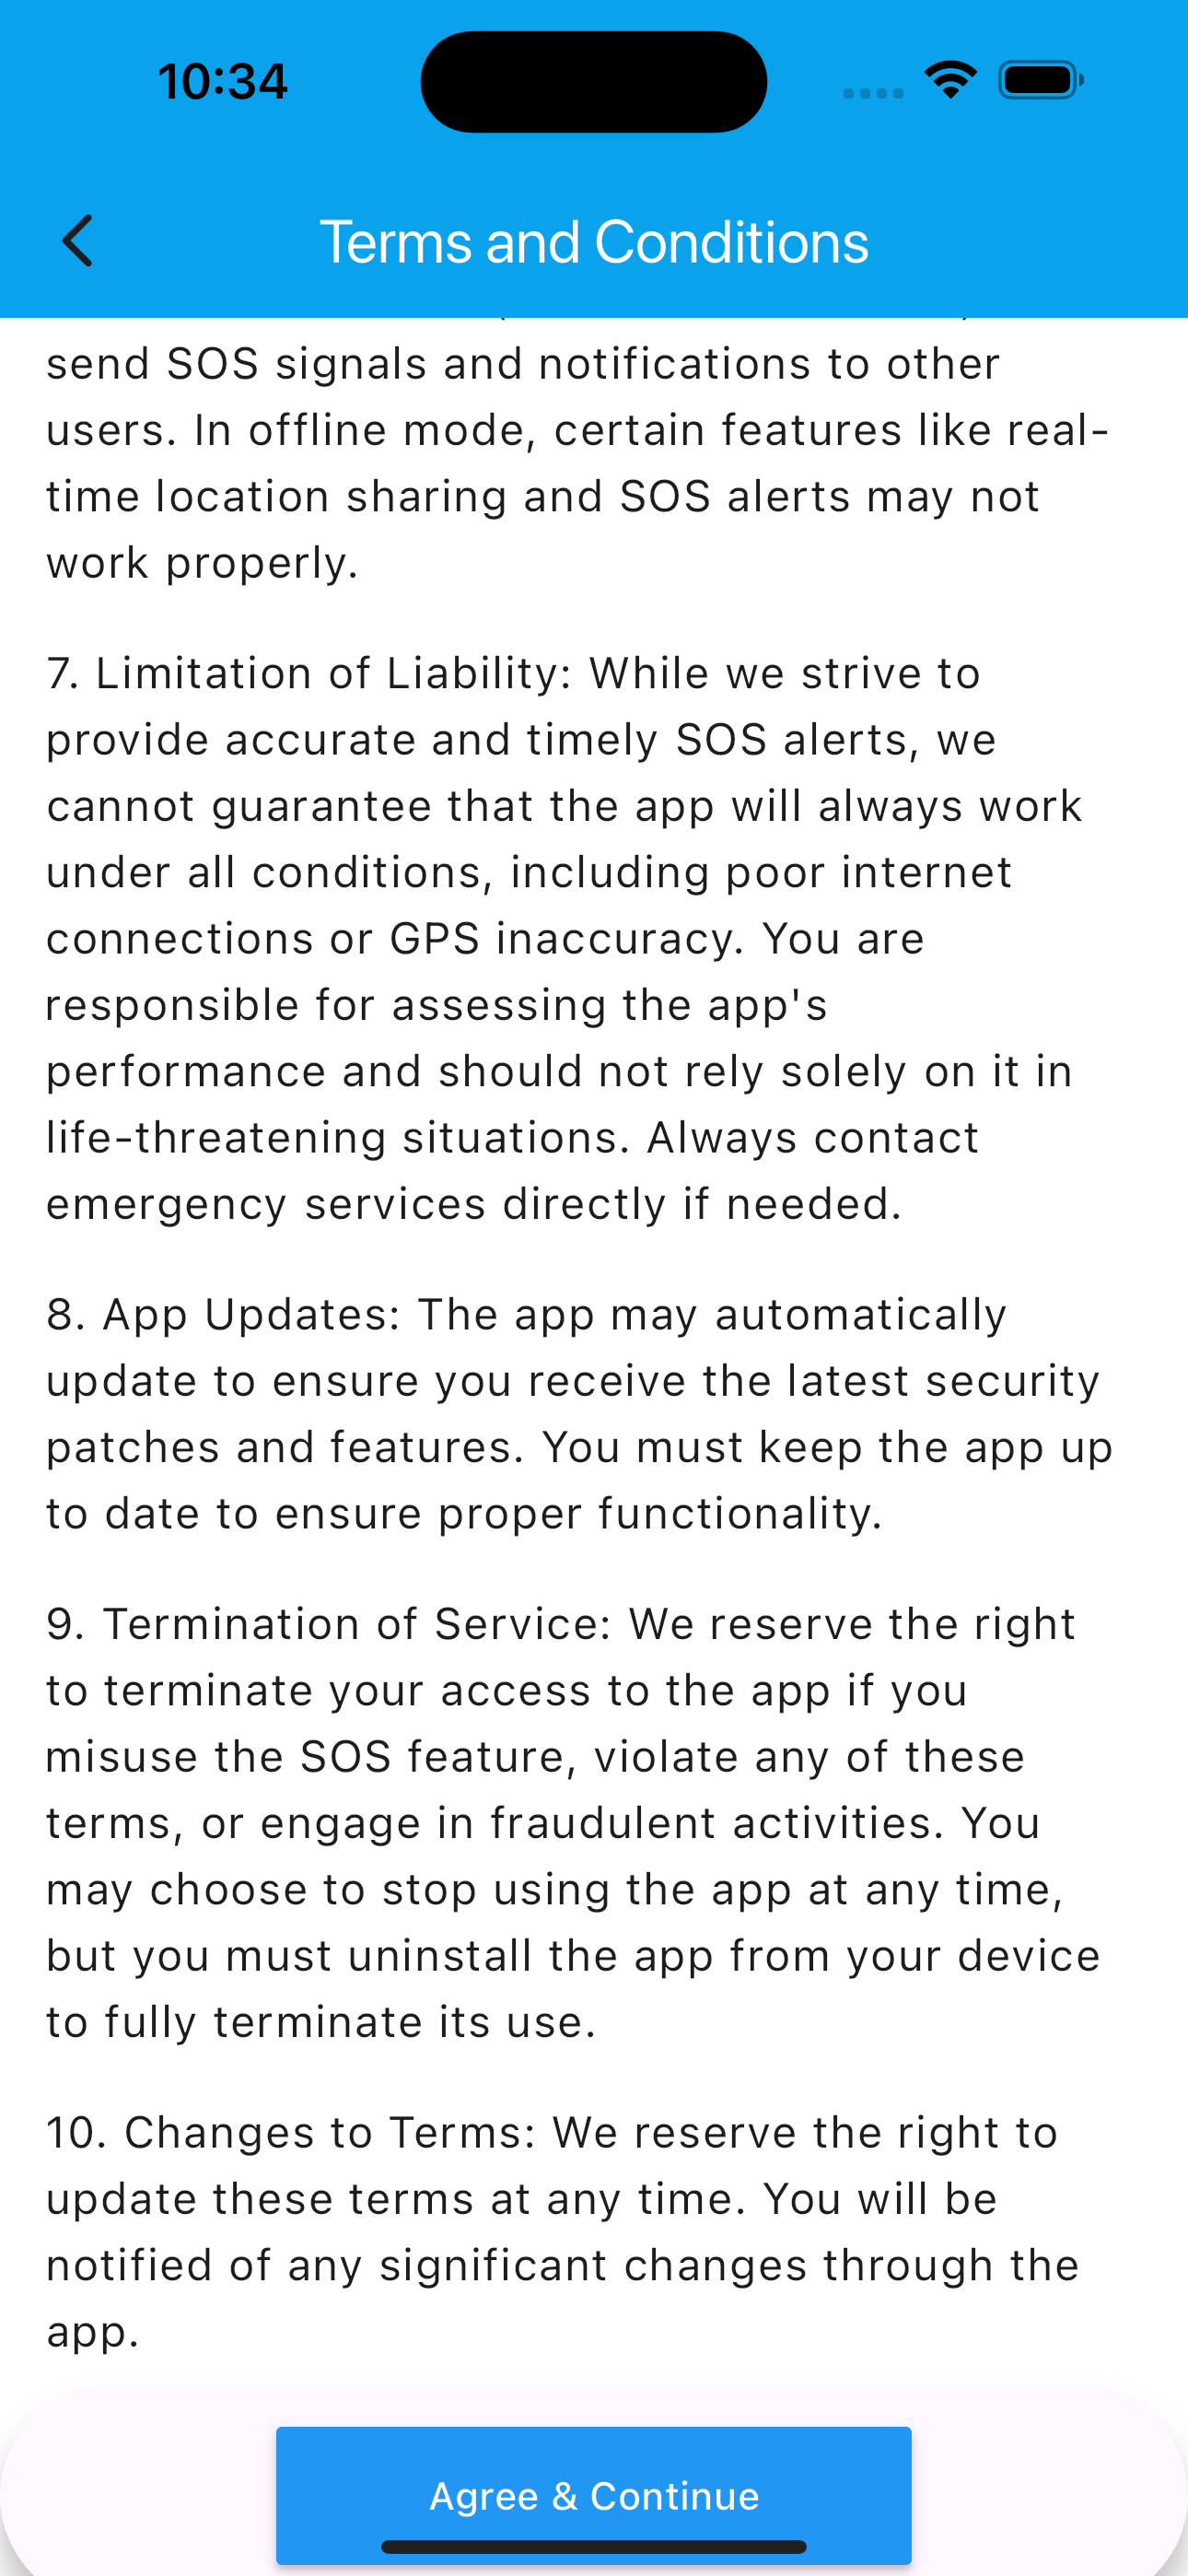 10:34
Terms and Conditions
send SOS signals and notifications to other
users. In offline mode, certain features like real-
time location sharing and SOS alerts may not
work properly.
7. Limitation of Liability: While we strive to
provide accurate and timely SOS alerts, we
cannot guarantee that the app will always work
under all conditions, including poor internet
connections or GPS inaccuracy. You are
responsible for assessing the app's
performance and should not rely solely on it in
life-threatening situations. Always contact
emergency services directly if needed.
8. App Updates: The app may automatically
update to ensure you receive the latest security
patches and features. You must keep the app up
to date to ensure proper functionality.
9. Termination of Service: We reserve the right
to terminate your access to the app if you
misuse the SOS feature, violate any of these
terms, or engage in fraudulent activities. You
may choose to stop using the app at any time,
but you must uninstall the app from your device
to fully terminate its use.
10. Changes to Terms: We reserve the right to
update these terms at any time. You will be
notified of any significant changes through the
app.
Agree & Continue